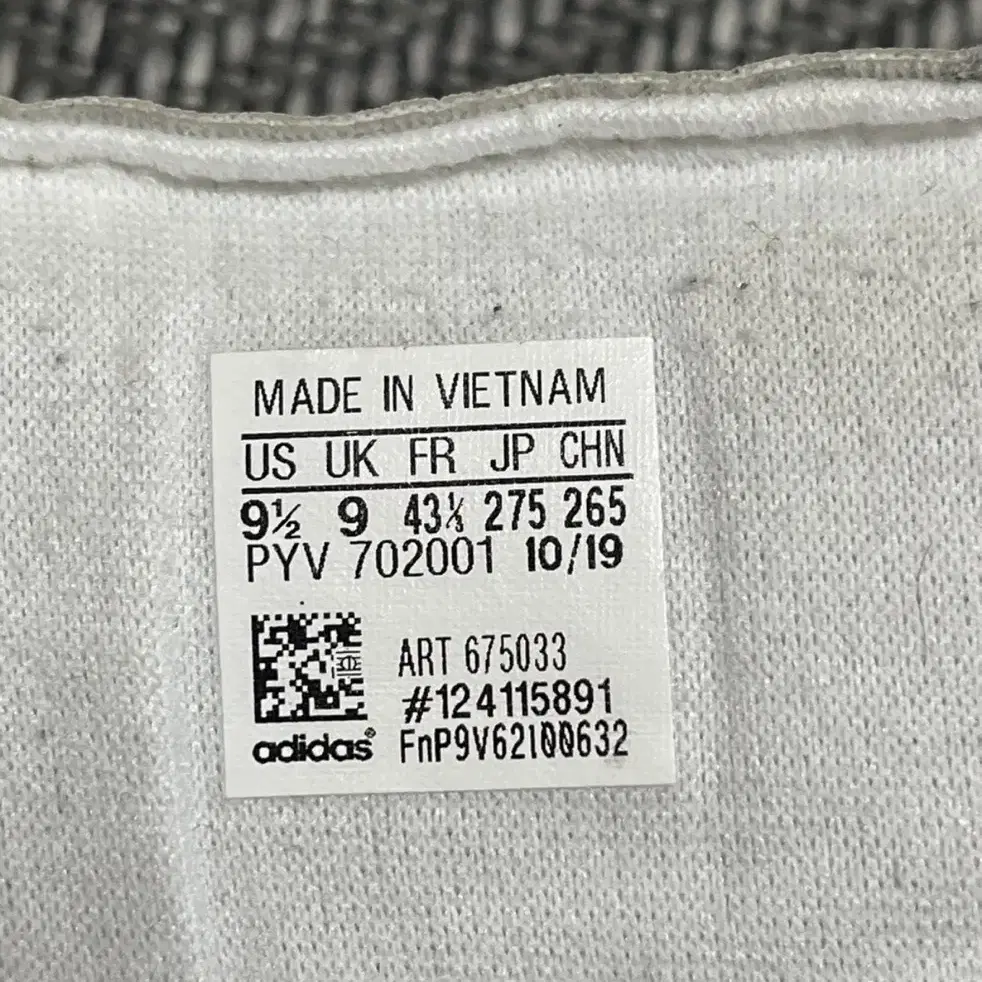 MADE IN VIETNAM
US UK FR JP CHN
9½ 9 43⅓ 275 265
PYV 702001 10/19
ART 675033
#124115891
adidas® FnP9V62100632